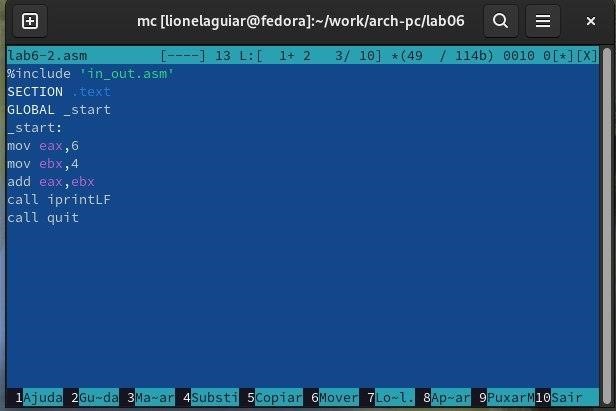 mc [lionelaguiar@fedora]:~/work/arch-pc/lab06
lab6-2.asm [----] 13 L:[ 1+ 2 3/ 10] *(49 / 114b) 0010 0[*][X]
%include 'in_out.asm'
SECTION .text
GLOBAL _start
_start:
mov eax,6
mov ebx,4
add eax,ebx
call iprintLF
call quit
1Ajuda 2Gu~da 3Ma~ar 4Substi 5Copiar 6Mover 7Lo~l. 8Ap~ar 9PuxarM10Sair